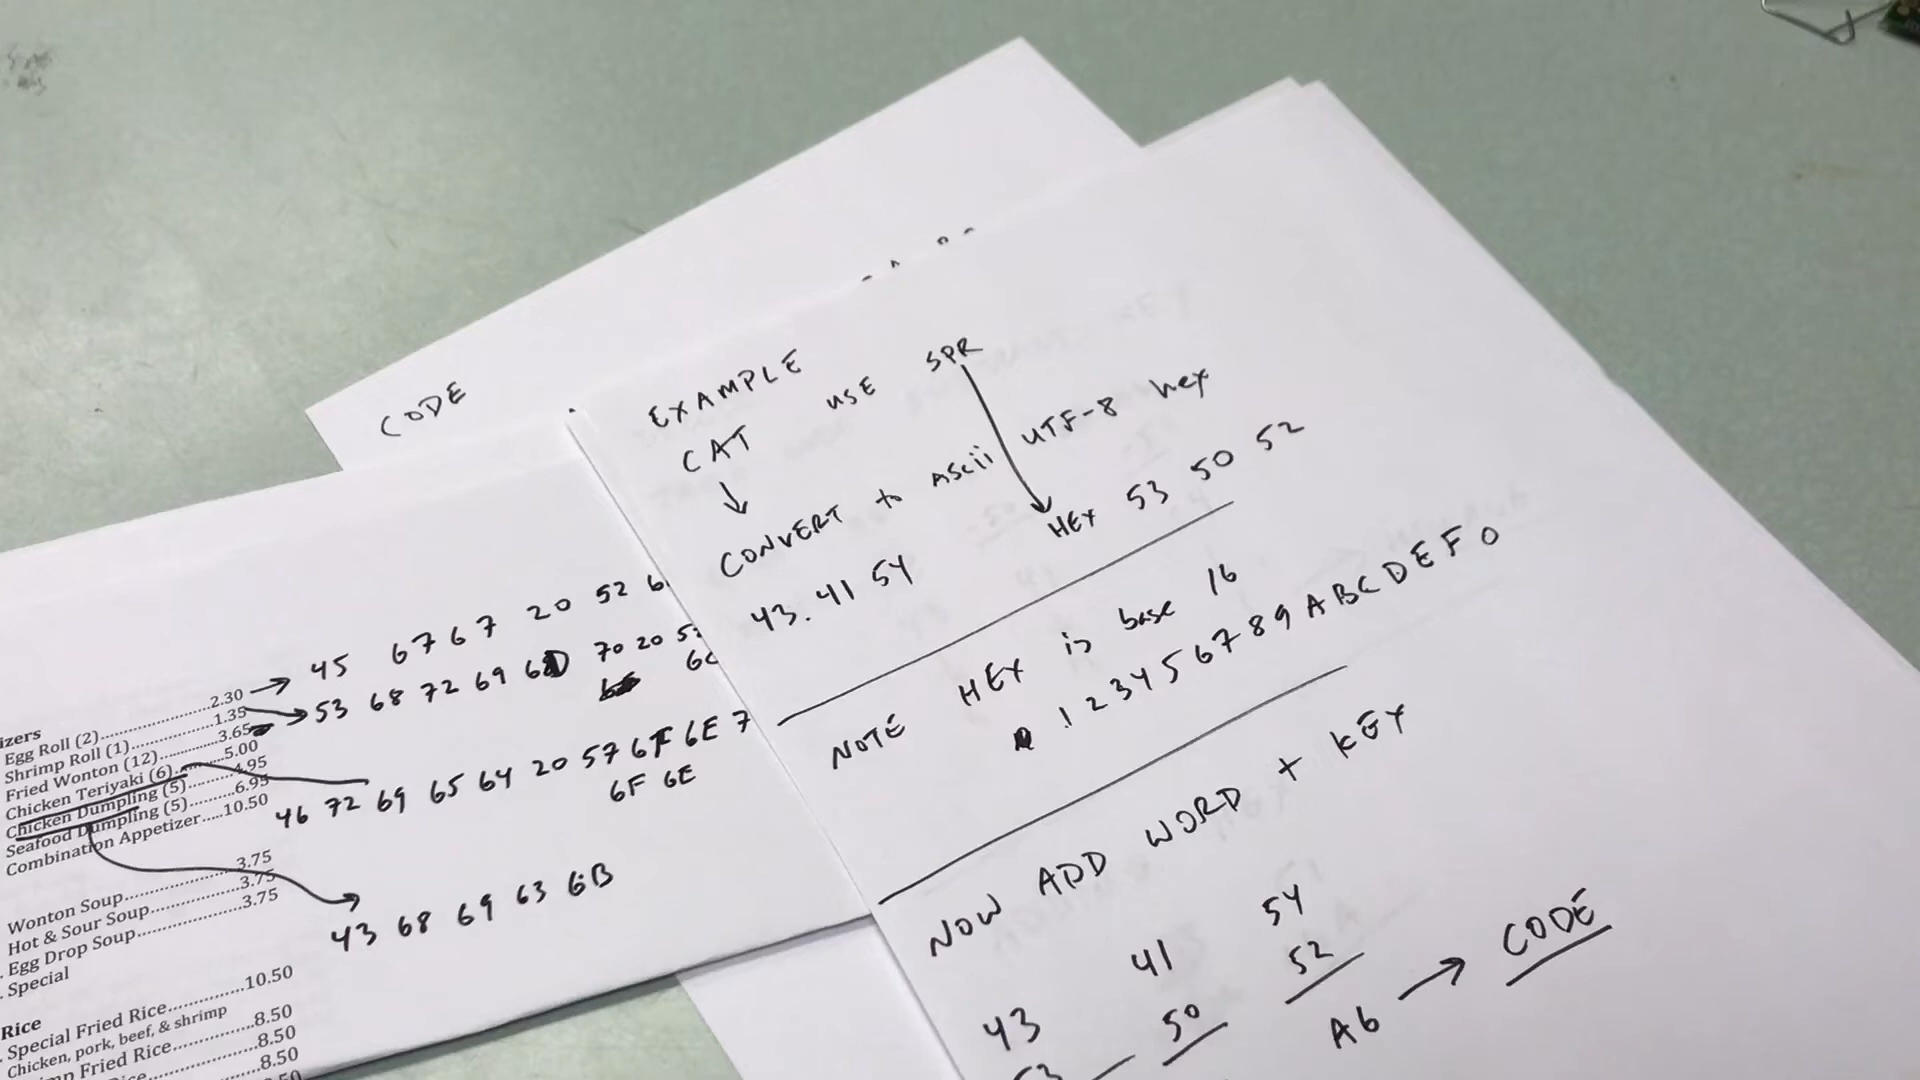 CODE
EXAMPLE
CAT USE SPR
CONVERT to ASCii UTF-8 hex
43. 41 54
HEX 53 50 52
NOTE HEX is base 16
1 2 3 4 5 6 7 8 9 A B C D E F 0
NOW ADD WORD + KEY
43 41 54
53 50 52
A6 → CODE
45 67 67 20 52
53 68 72 69 6D 70 20
46 72 69 65 64 20 57 6F 6E 7
6F 6E
43 68 69 63 6B
izers
Egg Roll (2)....................2.30
Shrimp Roll (1)....................1.35
Fried Wonton (12)..............3.65
Chicken Teriyaki (6)...........5.00
Chicken Dumpling (5)..........4.95
Seafood Dumpling (5).........6.95
Combination Appetizer.....10.50
Wonton Soup....................3.75
Hot & Sour Soup................3.75
. Egg Drop Soup................3.75
. Special
Rice
. Special Fried Rice.............10.50
Chicken, pork, beef, & shrimp
Fried Rice....................8.50
8.50
8.50